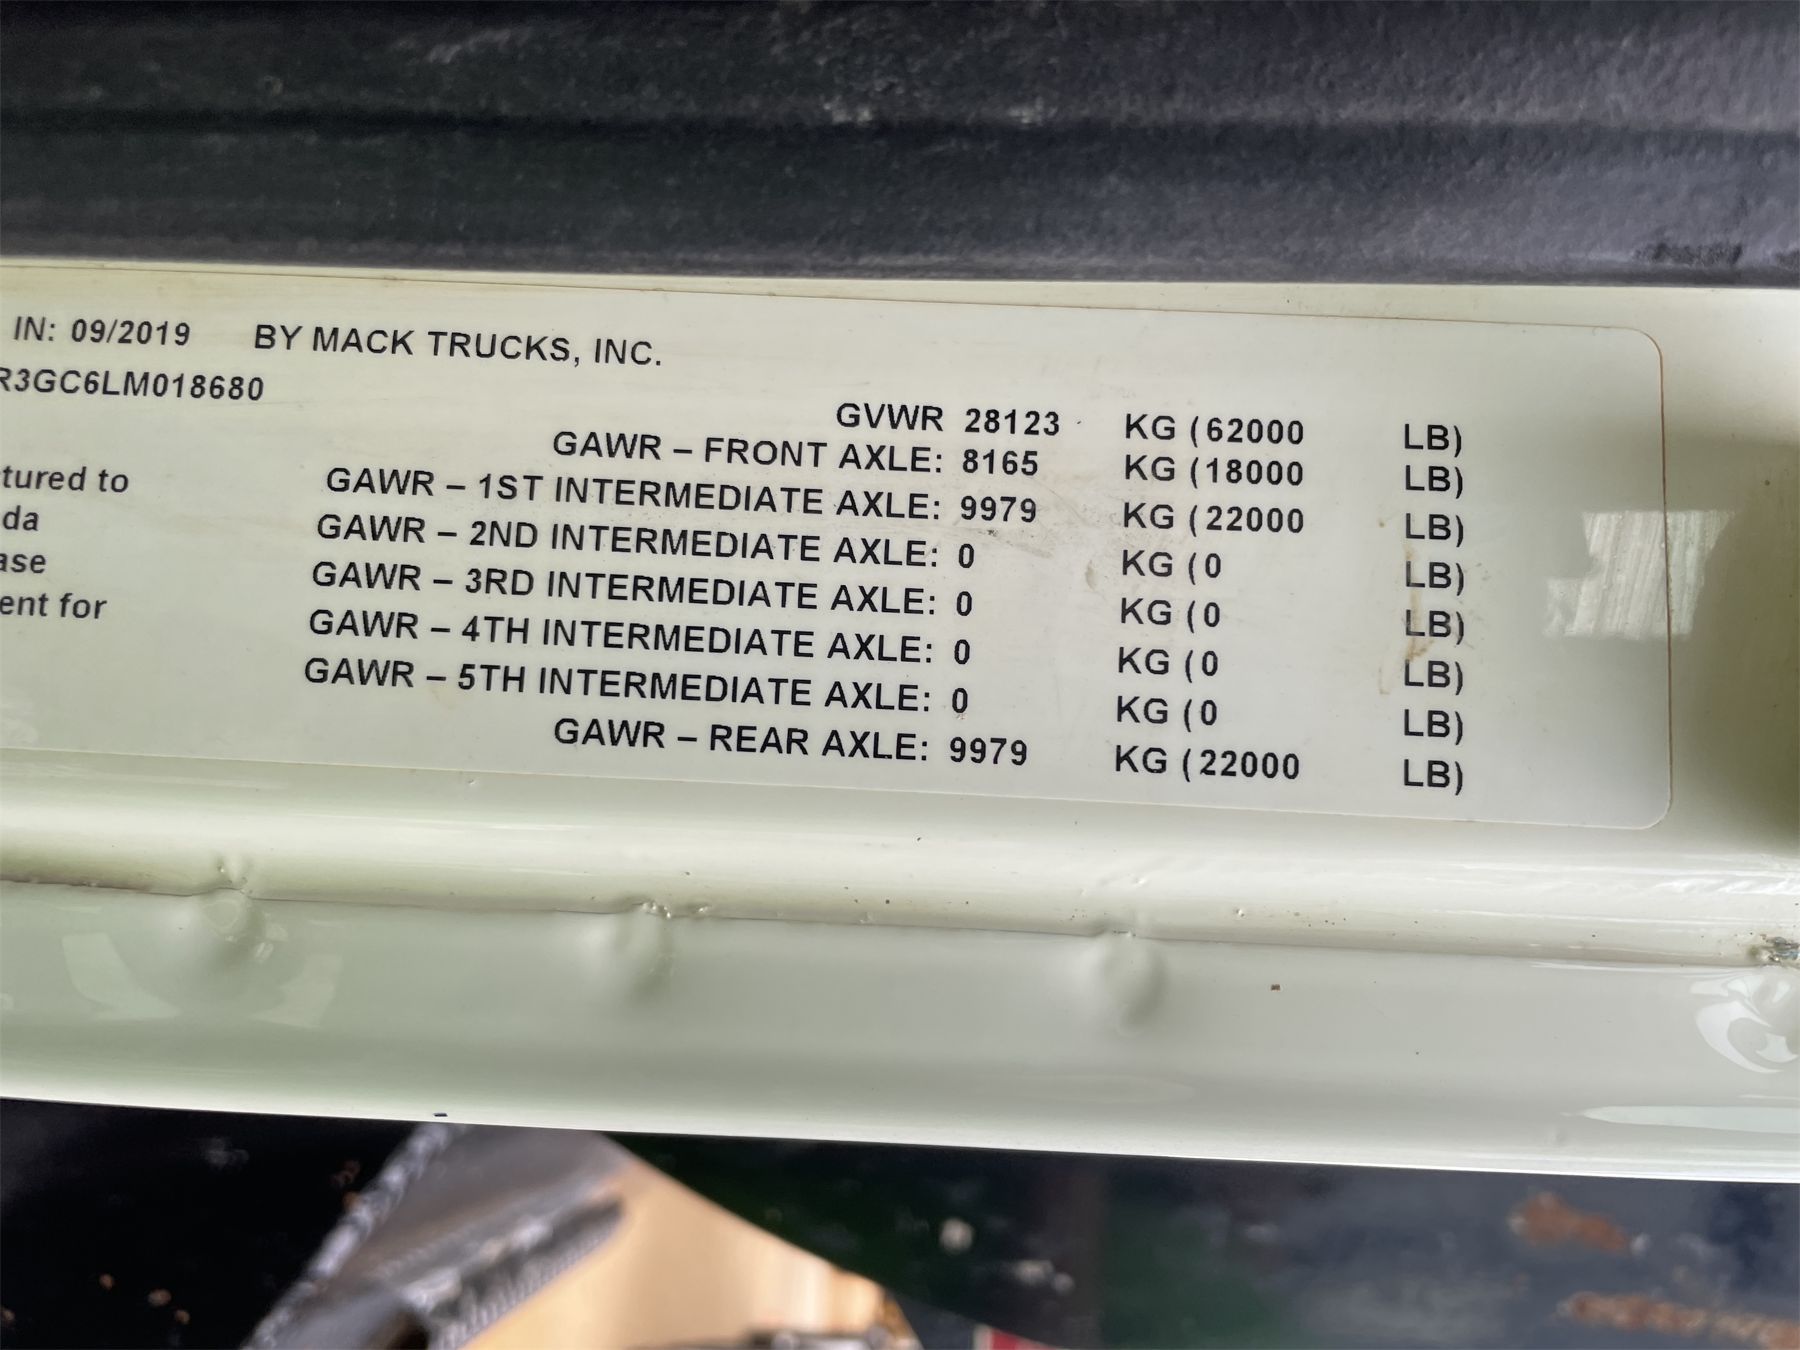 IN: 09/2019 BY MACK TRUCKS, INC.
R3GC6LM018680
GVWR 28123 KG (62000 LB)
GAWR – FRONT AXLE: 8165 KG (18000 LB)
tured to
GAWR – 1ST INTERMEDIATE AXLE: 9979 KG (22000 LB)
da
GAWR – 2ND INTERMEDIATE AXLE: 0 KG (0 LB)
ase
GAWR – 3RD INTERMEDIATE AXLE: 0 KG (0 LB)
ent for
GAWR – 4TH INTERMEDIATE AXLE: 0 KG (0 LB)
GAWR – 5TH INTERMEDIATE AXLE: 0 KG (0 LB)
GAWR – REAR AXLE: 9979 KG (22000 LB)